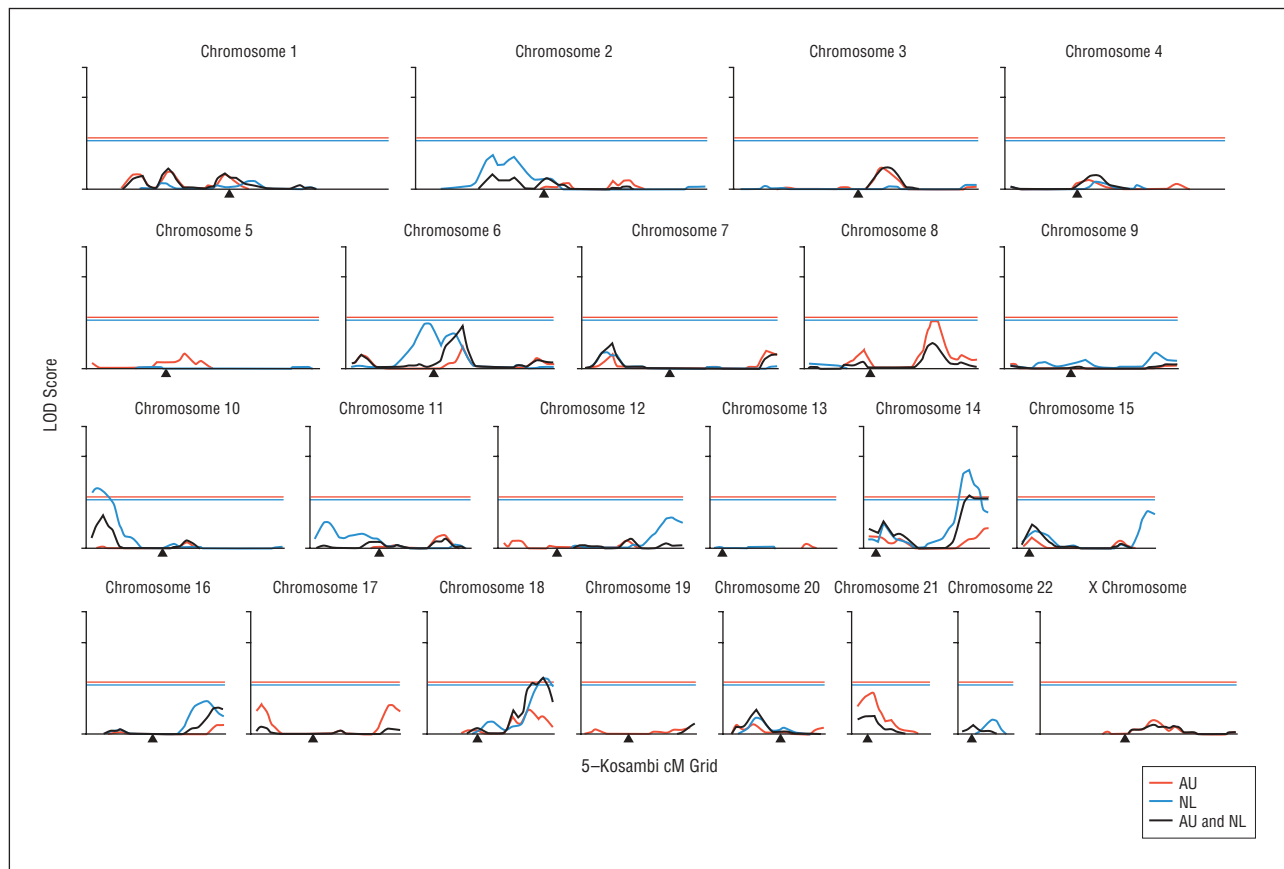 Chromosome 1
Chromosome 2
Chromosome 3
Chromosome 4
Chromosome 5
Chromosome 6
Chromosome 7
Chromosome 8
Chromosome 9
LOD Score
Chromosome 10
Chromosome 11
Chromosome 12
Chromosome 13
Chromosome 14
Chromosome 15
Chromosome 16
Chromosome 17
Chromosome 18
Chromosome 19
Chromosome 20
Chromosome 21
Chromosome 22
X Chromosome
5–Kosambi cM Grid
AU
NL
AU and NL